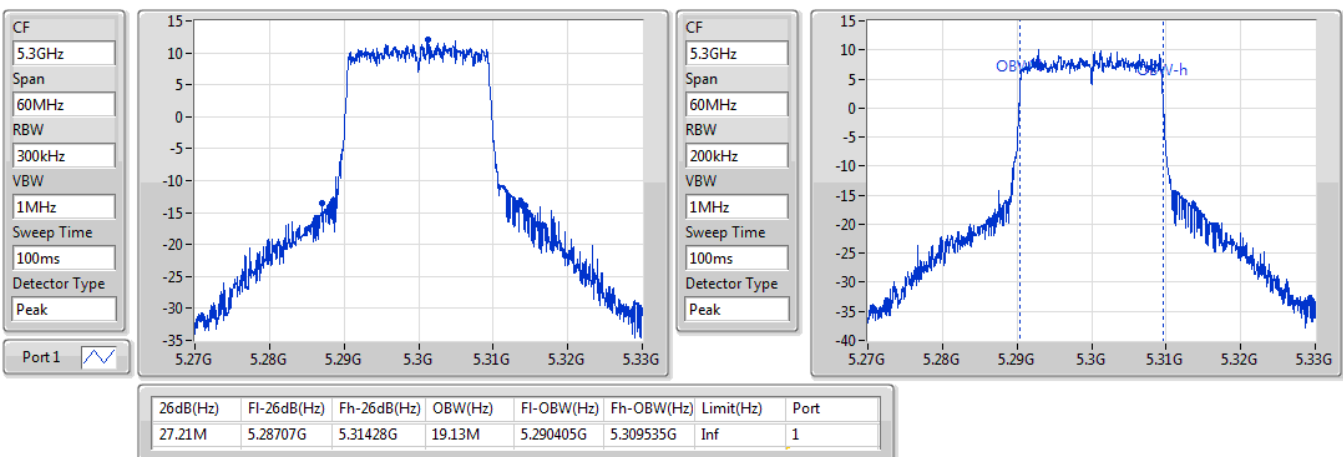 CF
5.3GHz
Span
60MHz
RBW
300kHz
VBW
1MHz
Sweep Time
100ms
Detector Type
Peak
Port 1
15
10
5
0
-5
-10
-15
-20
-25
-30
-35
5.27G 5.28G 5.29G 5.3G 5.31G 5.32G 5.33G
CF
5.3GHz
Span
60MHz
RBW
200kHz
VBW
1MHz
Sweep Time
100ms
Detector Type
Peak
15
10
5
0
-5
-10
-15
-20
-25
-30
-35
-40
OBW-h
5.27G 5.28G 5.29G 5.3G 5.31G 5.32G 5.33G
26dB(Hz) Fl-26dB(Hz) Fh-26dB(Hz) OBW(Hz) Fl-OBW(Hz) Fh-OBW(Hz) Limit(Hz) Port
27.21M 5.28707G 5.31428G 19.13M 5.290405G 5.309535G Inf 1